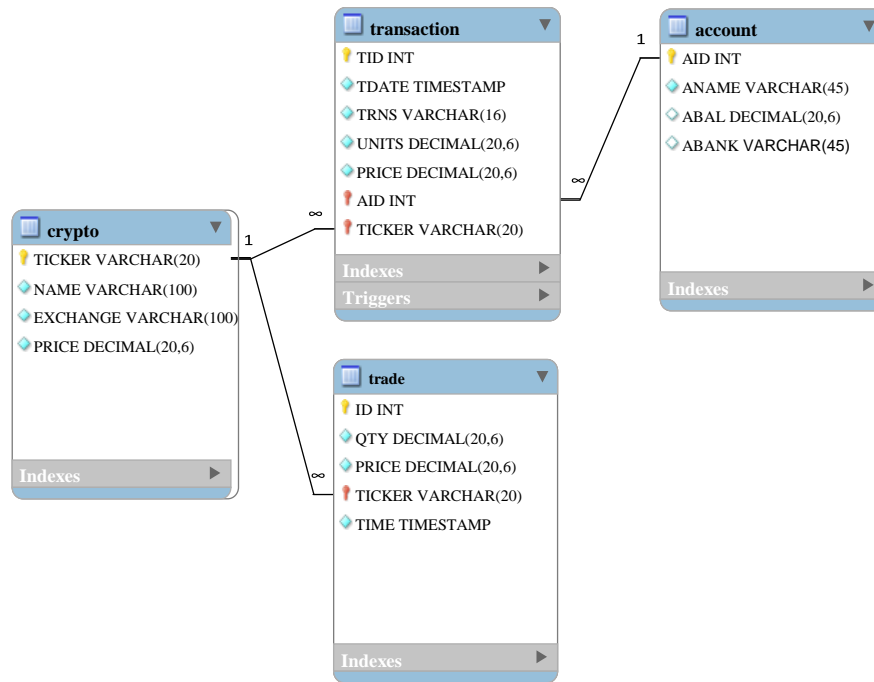 transaction
TID INT
TDATE TIMESTAMP
TRNS VARCHAR(16)
UNITS DECIMAL(20,6)
PRICE DECIMAL(20,6)
AID INT
TICKER VARCHAR(20)
Indexes
Triggers
1
account
AID INT
ANAME VARCHAR(45)
ABAL DECIMAL(20,6)
ABANK VARCHAR(45)
Indexes
∞
∞
1
crypto
TICKER VARCHAR(20)
NAME VARCHAR(100)
EXCHANGE VARCHAR(100)
PRICE DECIMAL(20,6)
Indexes
∞
trade
ID INT
QTY DECIMAL(20,6)
PRICE DECIMAL(20,6)
TICKER VARCHAR(20)
TIME TIMESTAMP
Indexes